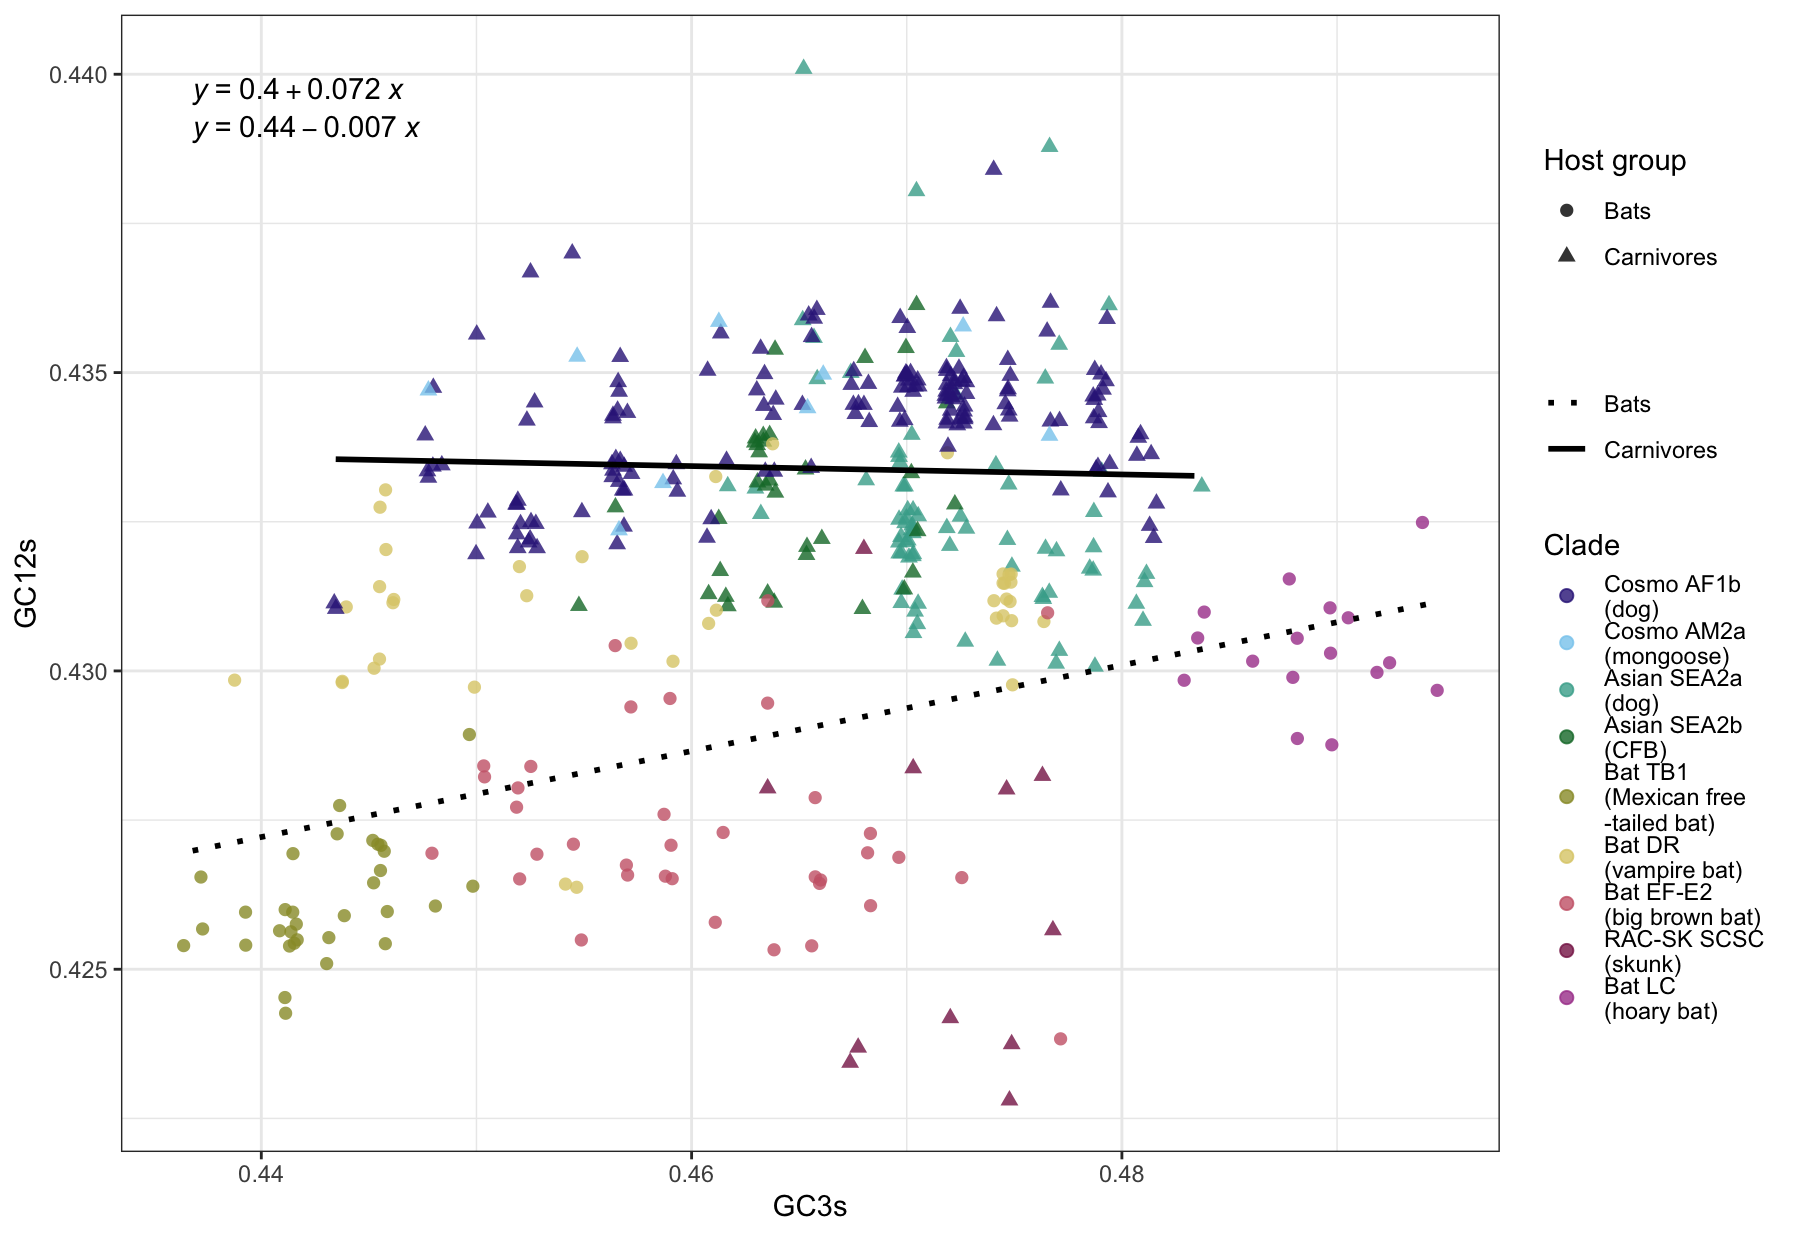 y = 0.4 + 0.072 x
y = 0.44 − 0.007 x
0.440
0.435
0.430
0.425
GC12s
0.44
0.46
0.48
GC3s
Host group
Bats
Carnivores
Bats
Carnivores
Clade
Cosmo AF1b
(dog)
Cosmo AM2a
(mongoose)
Asian SEA2a
(dog)
Asian SEA2b
(CFB)
Bat TB1
(Mexican free
-tailed bat)
Bat DR
(vampire bat)
Bat EF-E2
(big brown bat)
RAC-SK SCSC
(skunk)
Bat LC
(hoary bat)